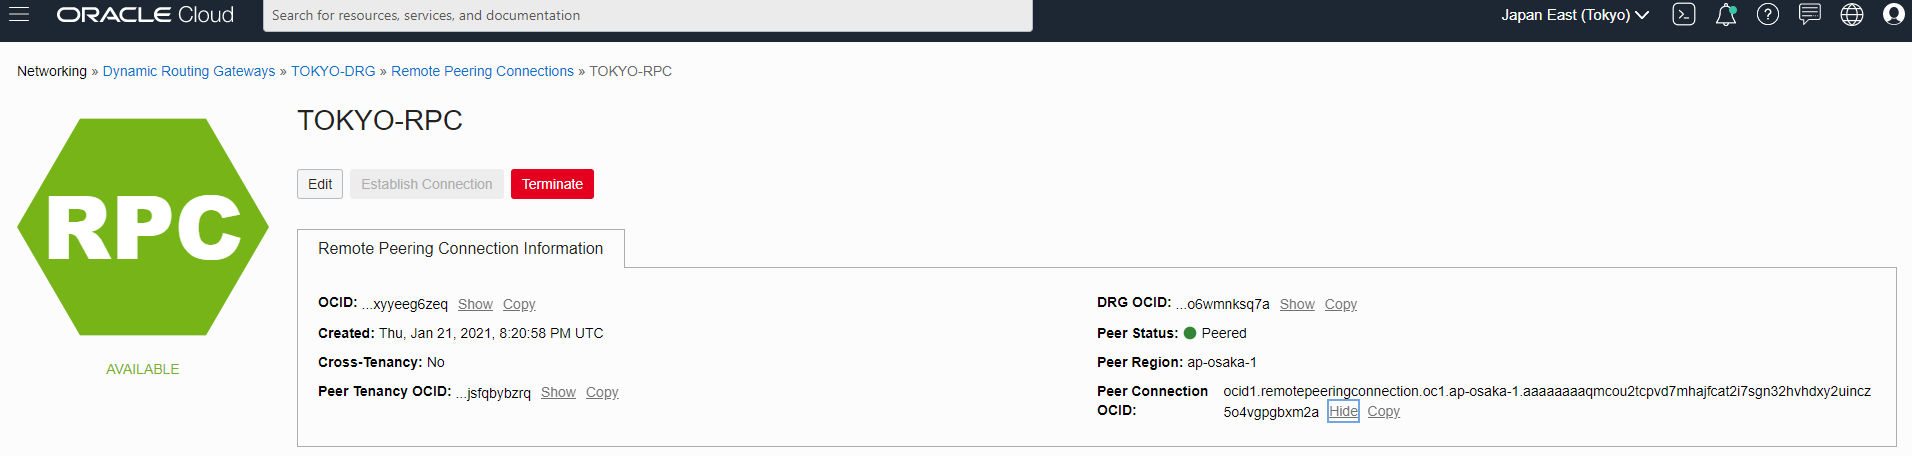 ORACLE Cloud
Search for resources, services, and documentation
Japan East (Tokyo)
Networking » Dynamic Routing Gateways » TOKYO-DRG » Remote Peering Connections » TOKYO-RPC
RPC
AVAILABLE
TOKYO-RPC
Edit Establish Connection Terminate
Remote Peering Connection Information
OCID: ...xyyeeg6zeq Show Copy
Created: Thu, Jan 21, 2021, 8:20:58 PM UTC
Cross-Tenancy: No
Peer Tenancy OCID: ...jsfqbybzrq Show Copy
DRG OCID: ...o6wmnksq7a Show Copy
Peer Status: Peered
Peer Region: ap-osaka-1
Peer Connection OCID: ocid1.remotepeeringconnection.oc1.ap-osaka-1.aaaaaaaaqmcou2tcpvd7mhajfcat2i7sgn32hvhdxy2uincz
5o4vgpgbxm2a Hide Copy